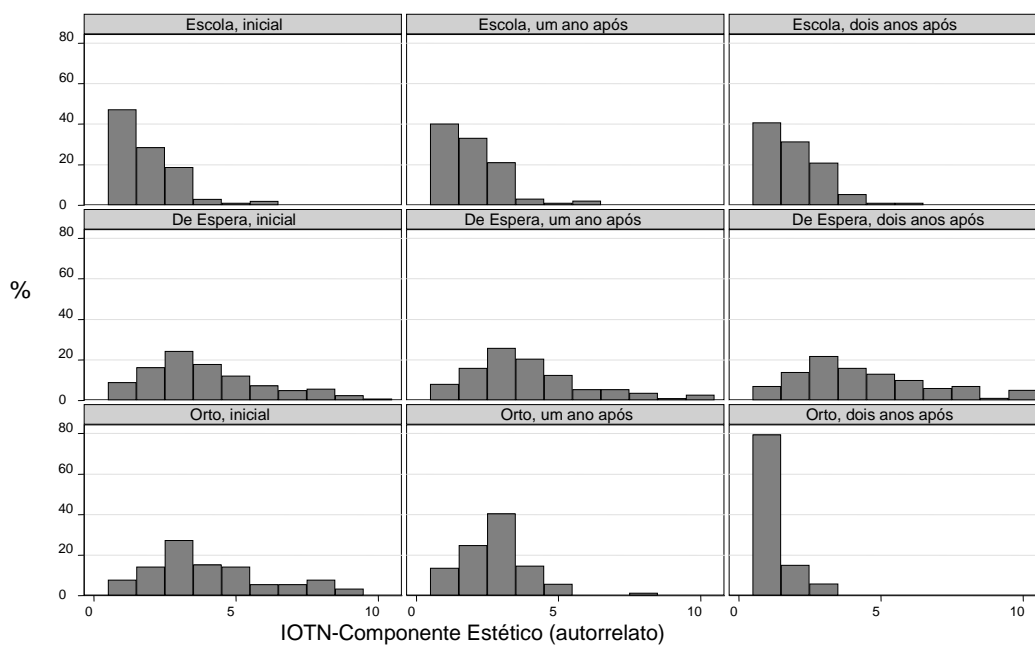 Escola, inicial
Escola, um ano após
Escola, dois anos após
80
60
40
20
0
De Espera, inicial
De Espera, um ano após
De Espera, dois anos após
80
60
40
20
0
%
Orto, inicial
Orto, um ano após
Orto, dois anos após
80
60
40
20
0
0 5 10 0 5 10 0 5 10
IOTN-Componente Estético (autorrelato)